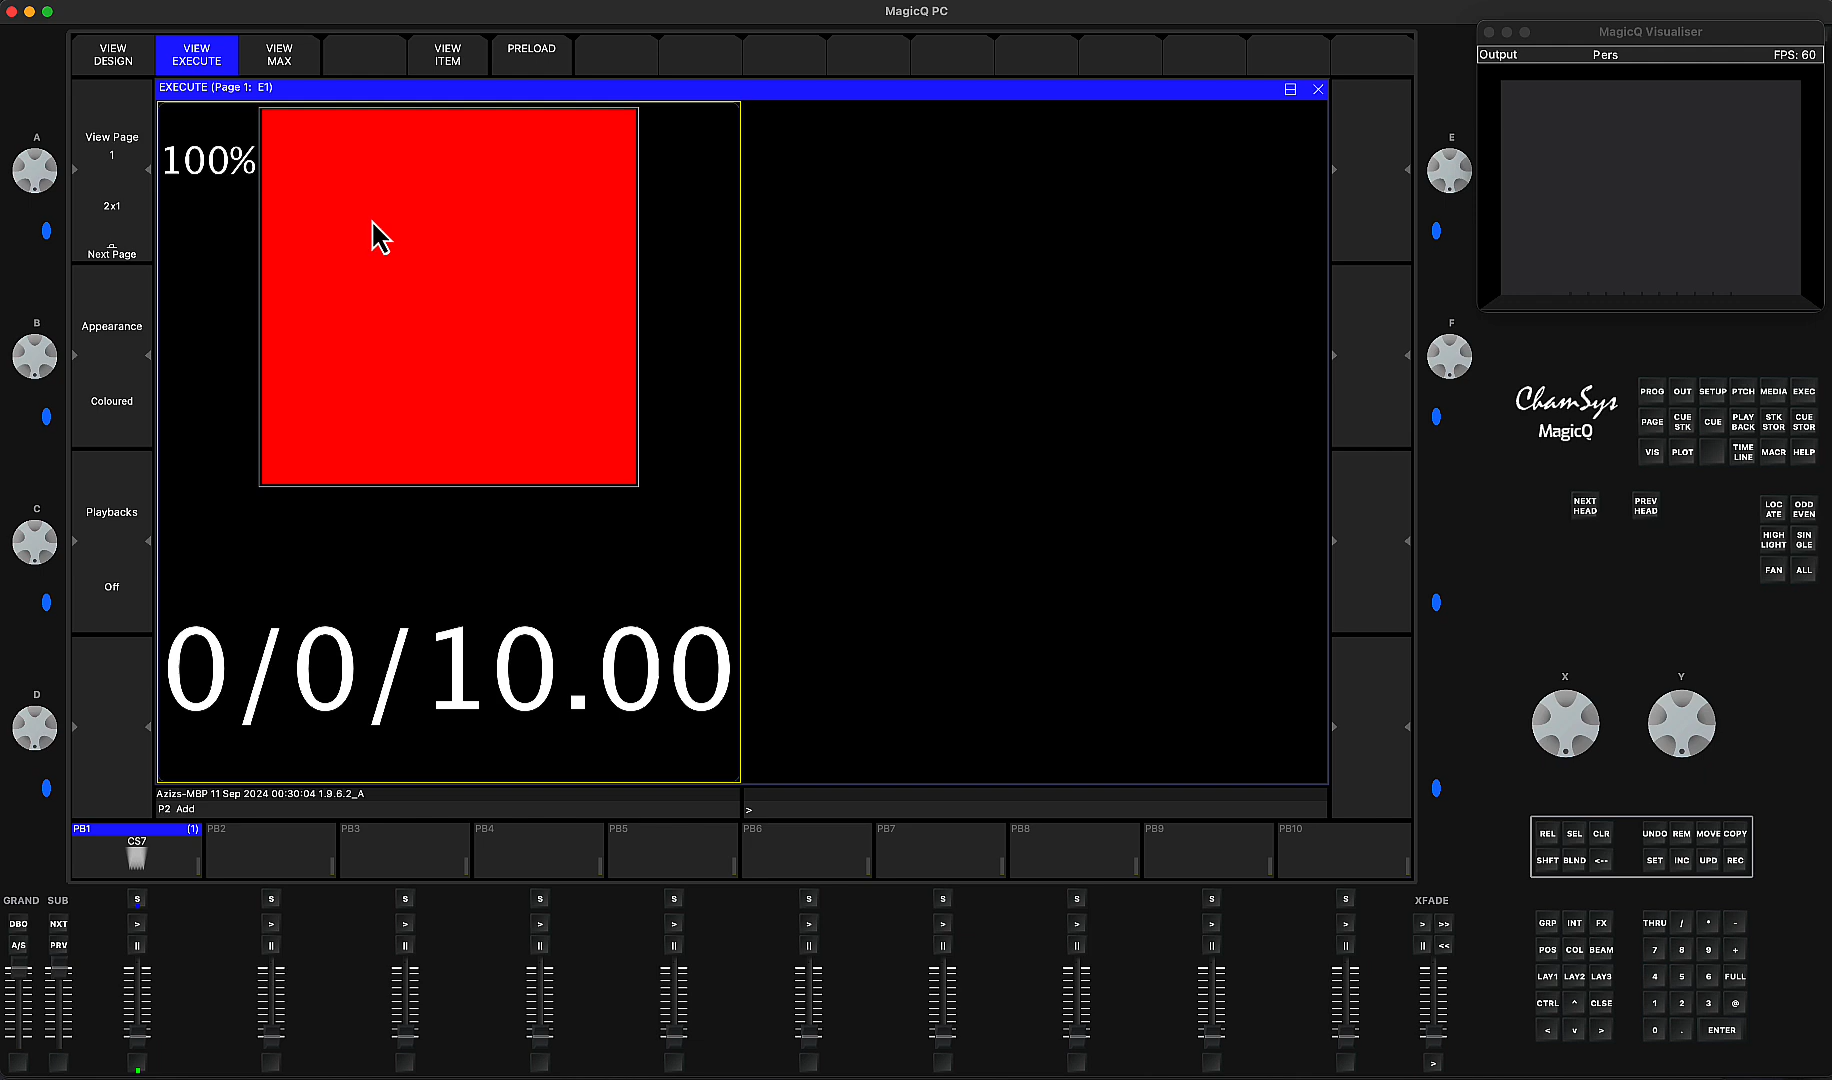 MagicQ PC
VIEW DESIGN
VIEW EXECUTE
VIEW MAX
VIEW ITEM
PRELOAD
EXECUTE (Page 1: E1)
View Page
1
2x1
Next Page
Appearance
Coloured
Playbacks
Off
100%
0/0/10.00
Azizs-MBP 11 Sep 2024 00:30:04 1.9.6.2_A
P2 Add
>
PB1 (1)
CS7
PB2
PB3
PB4
PB5
PB6
PB7
PB8
PB9
PB10
A
B
C
D
E
F
MagicQ Visualiser
Output Pers FPS: 60
ChamSys
MagicQ
PROG OUT SETUP PTCH MEDIA EXEC
PAGE CUE STK CUE PLAY BACK STK STOR CUE STOR
VIS PLOT TIME LINE MACR HELP
NEXT HEAD
PREV HEAD
LOC ATE ODD EVEN
HIGH LIGHT SIN GLE
FAN ALL
X Y
REL SEL CLR UNDO REM MOVE COPY
SHFT BLND <-- SET INC UPD REC
GRAND SUB
DBO NXT
A/S PRV
S S S S S S S S S S
> > > > > > > > > >
|| || || || || || || || || ||
XFADE
> >>
|| <<
>
GRP INT FX THRU / * -
POS COL BEAM 7 8 9 +
LAY1 LAY2 LAY3 4 5 6 FULL
CTRL ^ CLSE 1 2 3 @
< v > 0 . ENTER